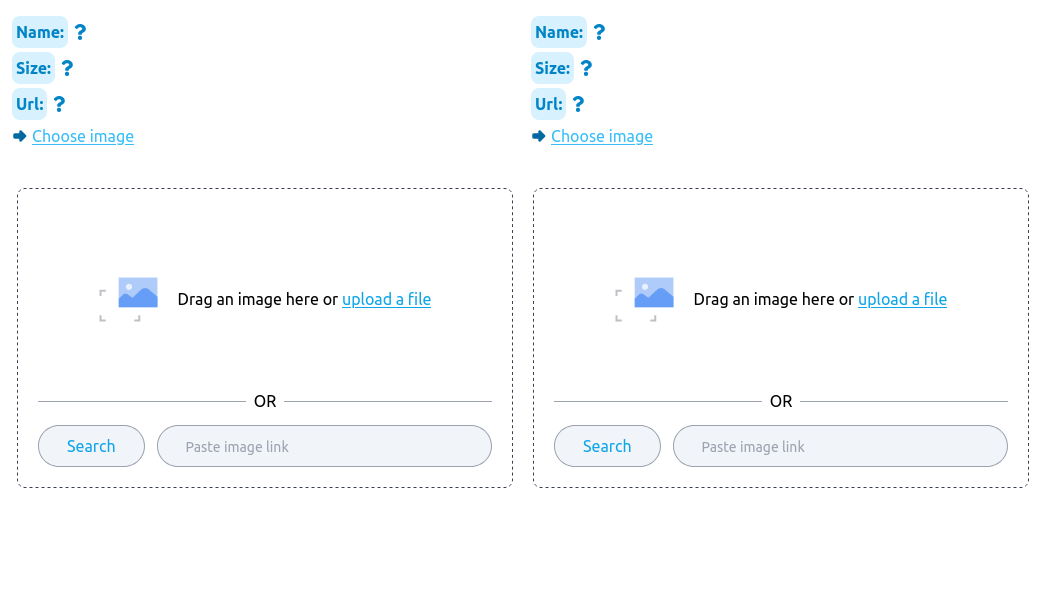 Name: ?
Size: ?
Url: ?
Choose image
Drag an image here or upload a file
OR
Search
Paste image link
Name: ?
Size: ?
Url: ?
Choose image
Drag an image here or upload a file
OR
Search
Paste image link